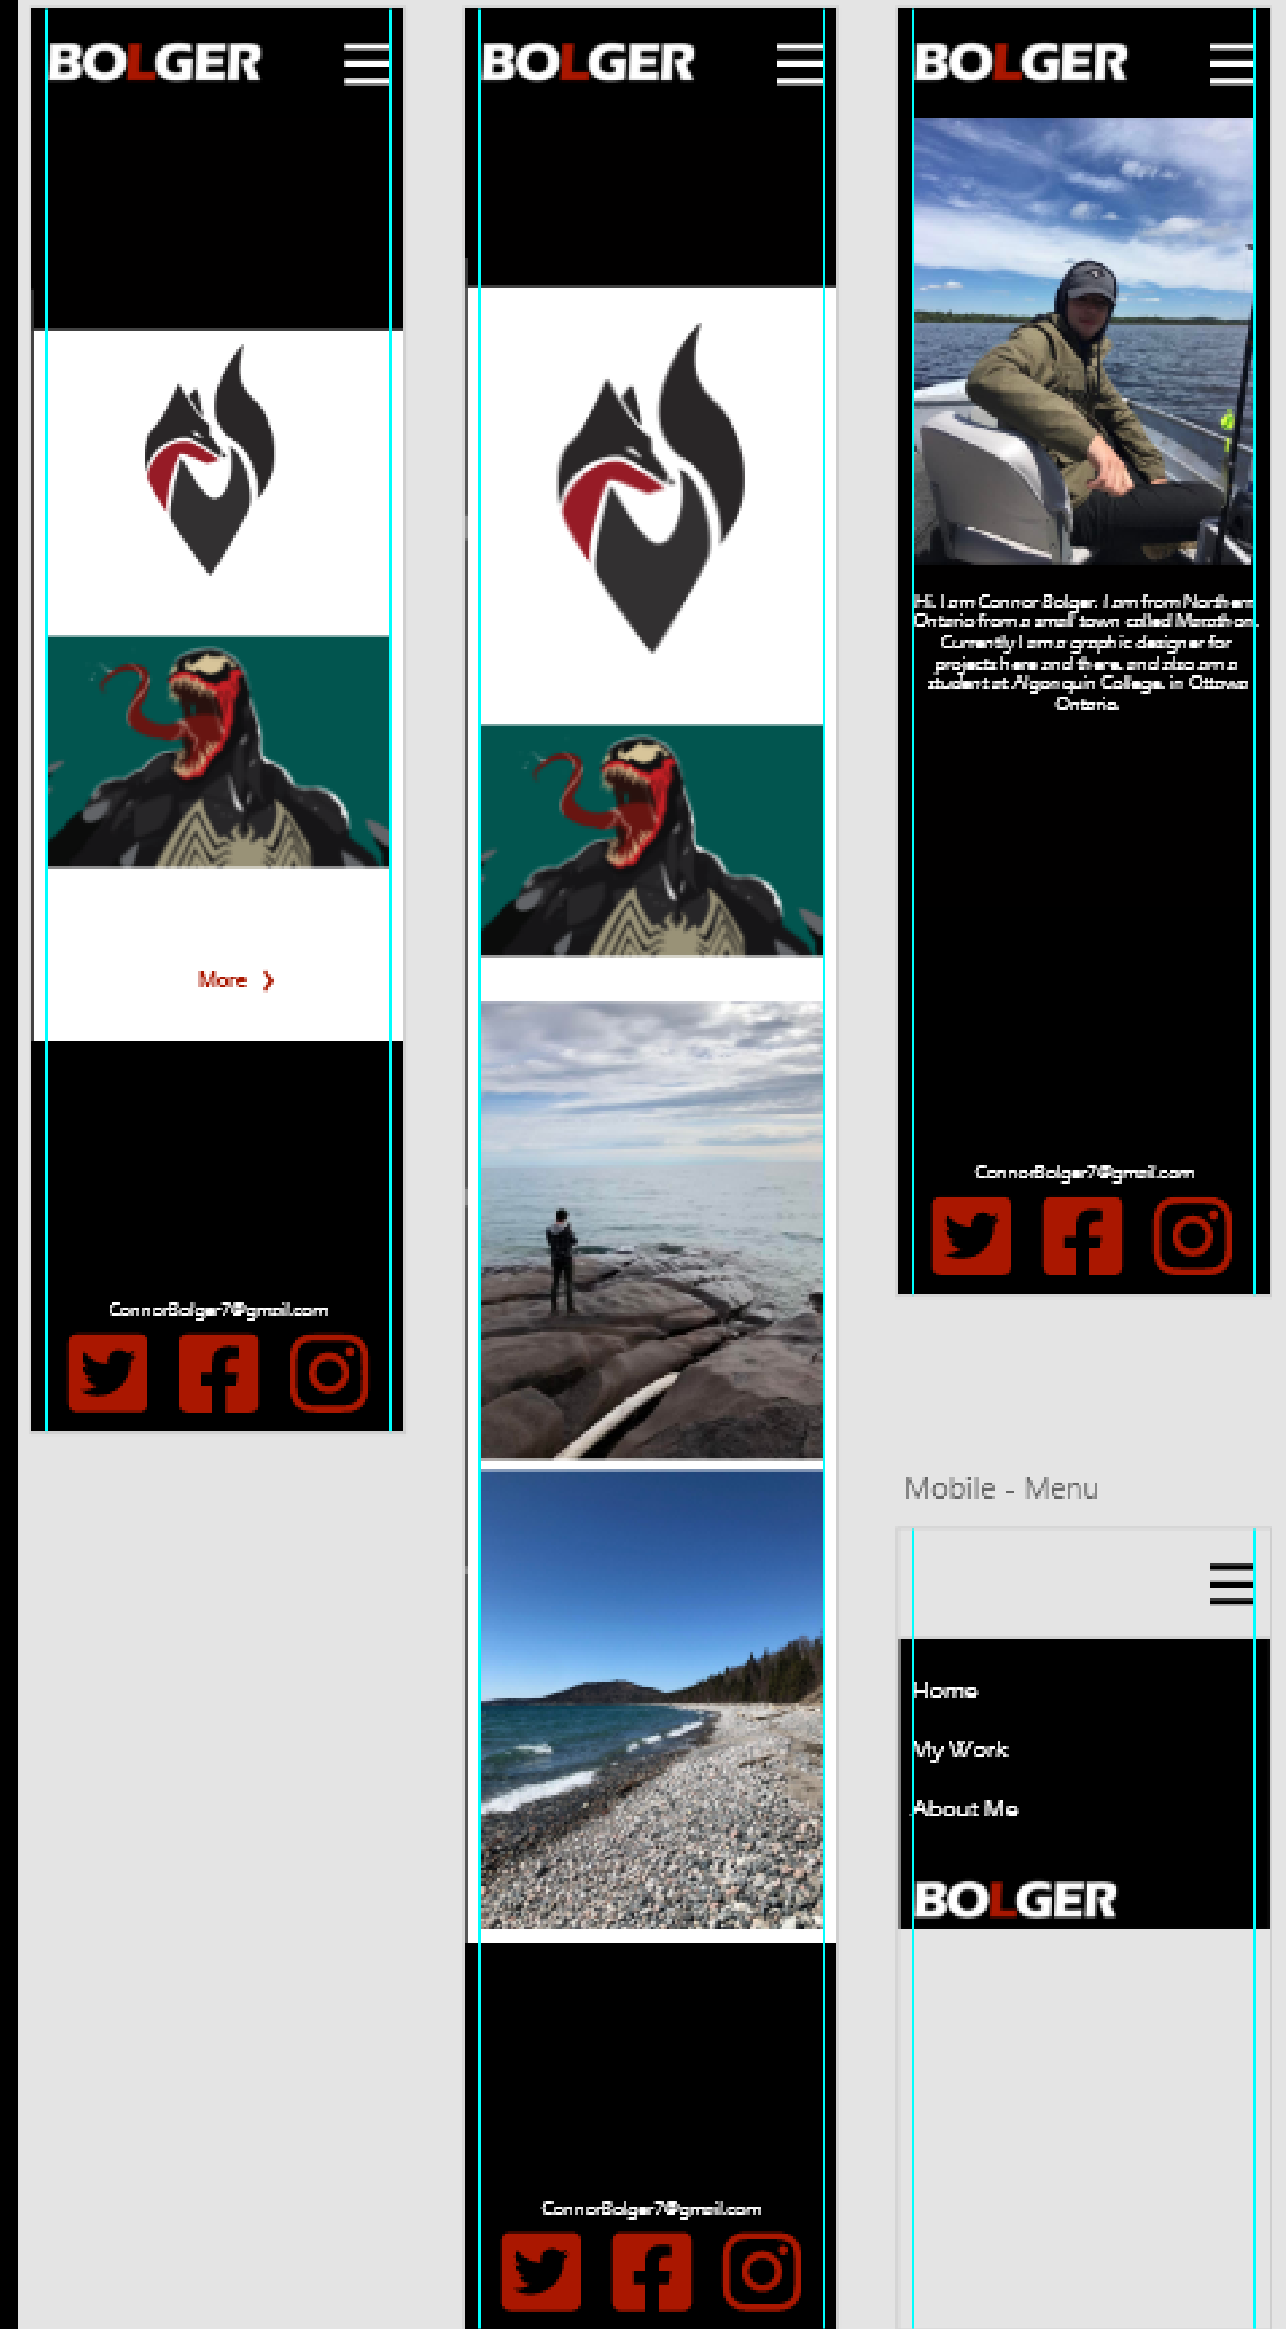 BOLGER
More ❯
ConnorBolger7@gmail.com
BOLGER
ConnorBolger7@gmail.com
BOLGER
Hi, I am Connor Bolger. I am from Northern
Ontario from a small town called Marathon.
Currently I am a graphic designer for
projects here and there, and also am a
student at Algonquin College, in Ottawa
Ontario.
ConnorBolger7@gmail.com
Mobile - Menu
Home
My Work
About Me
BOLGER